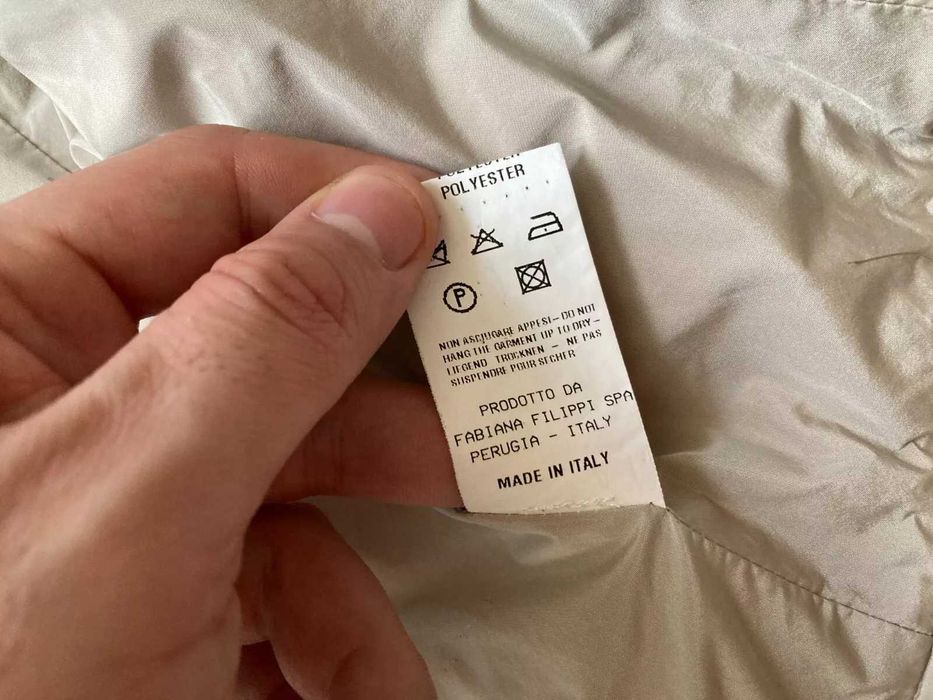 POLYESTER
POLYESTER
P
NON ASCIUGARE APPESI-DO NOT
HANG THE GARMENT UP TO DRY-
LIEGEND TROCKNEN - NE PAS
SUSPENDRE POUR SECHER
PRODOTTO DA
FABIANA FILIPPI SPA
PERUGIA - ITALY
MADE IN ITALY